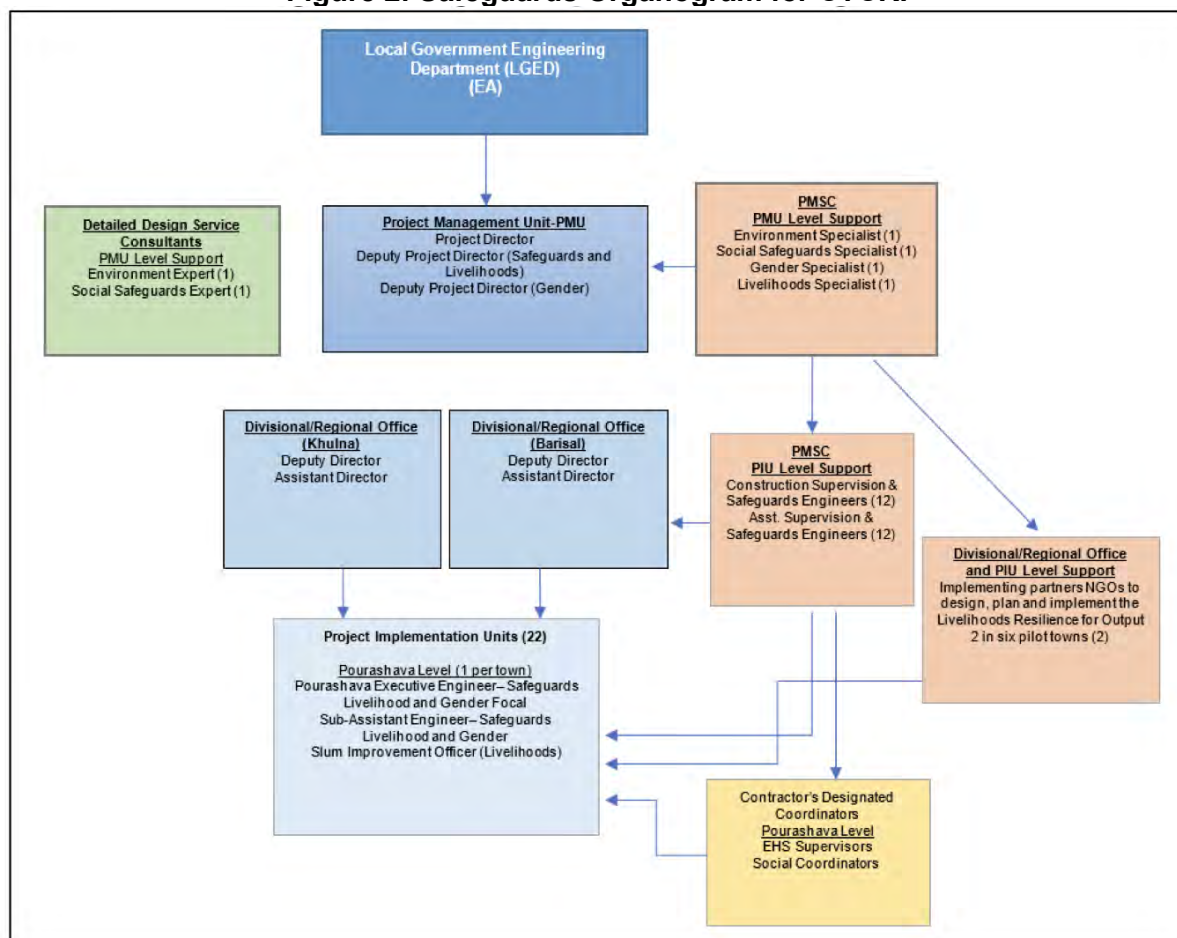 Figure 2: Safeguards Organogram for
Local Government Engineering
Department (LGED)
(EA)
Detailed Design Service
Consultants
PMU Level Support
Environment Expert (1)
Social Safeguards Expert (1)
Project Management Unit-PMU
Project Director
Deputy Project Director (Safeguards and
Livelihoods)
Deputy Project Director (Gender)
PMSC
PMU Level Support
Environment Specialist (1)
Social Safeguards Specialist (1)
Gender Specialist (1)
Livelihoods Specialist (1)
Divisional/Regional Office
(Khulna)
Deputy Director
Assistant Director
Divisional/Regional Office
(Barisal)
Deputy Director
Assistant Director
PMSC
PIU Level Support
Construction Supervision &
Safeguards Engineers (12)
Asst. Supervision &
Safeguards Engineers (12)
Divisional/Regional Office
and PIU Level Support
Implementing partners NGOs to
design, plan and implement the
Livelihoods Resilience for Output
2 in six pilot towns (2)
Project Implementation Units (22)
Pourashava Level (1 per town)
Pourashava Executive Engineer– Safeguards
Livelihood and Gender Focal
Sub-Assistant Engineer– Safeguards
Livelihood and Gender
Slum Improvement Officer (Livelihoods)
Contractor's Designated
Coordinators
Pourashava Level
EHS Supervisors
Social Coordinators